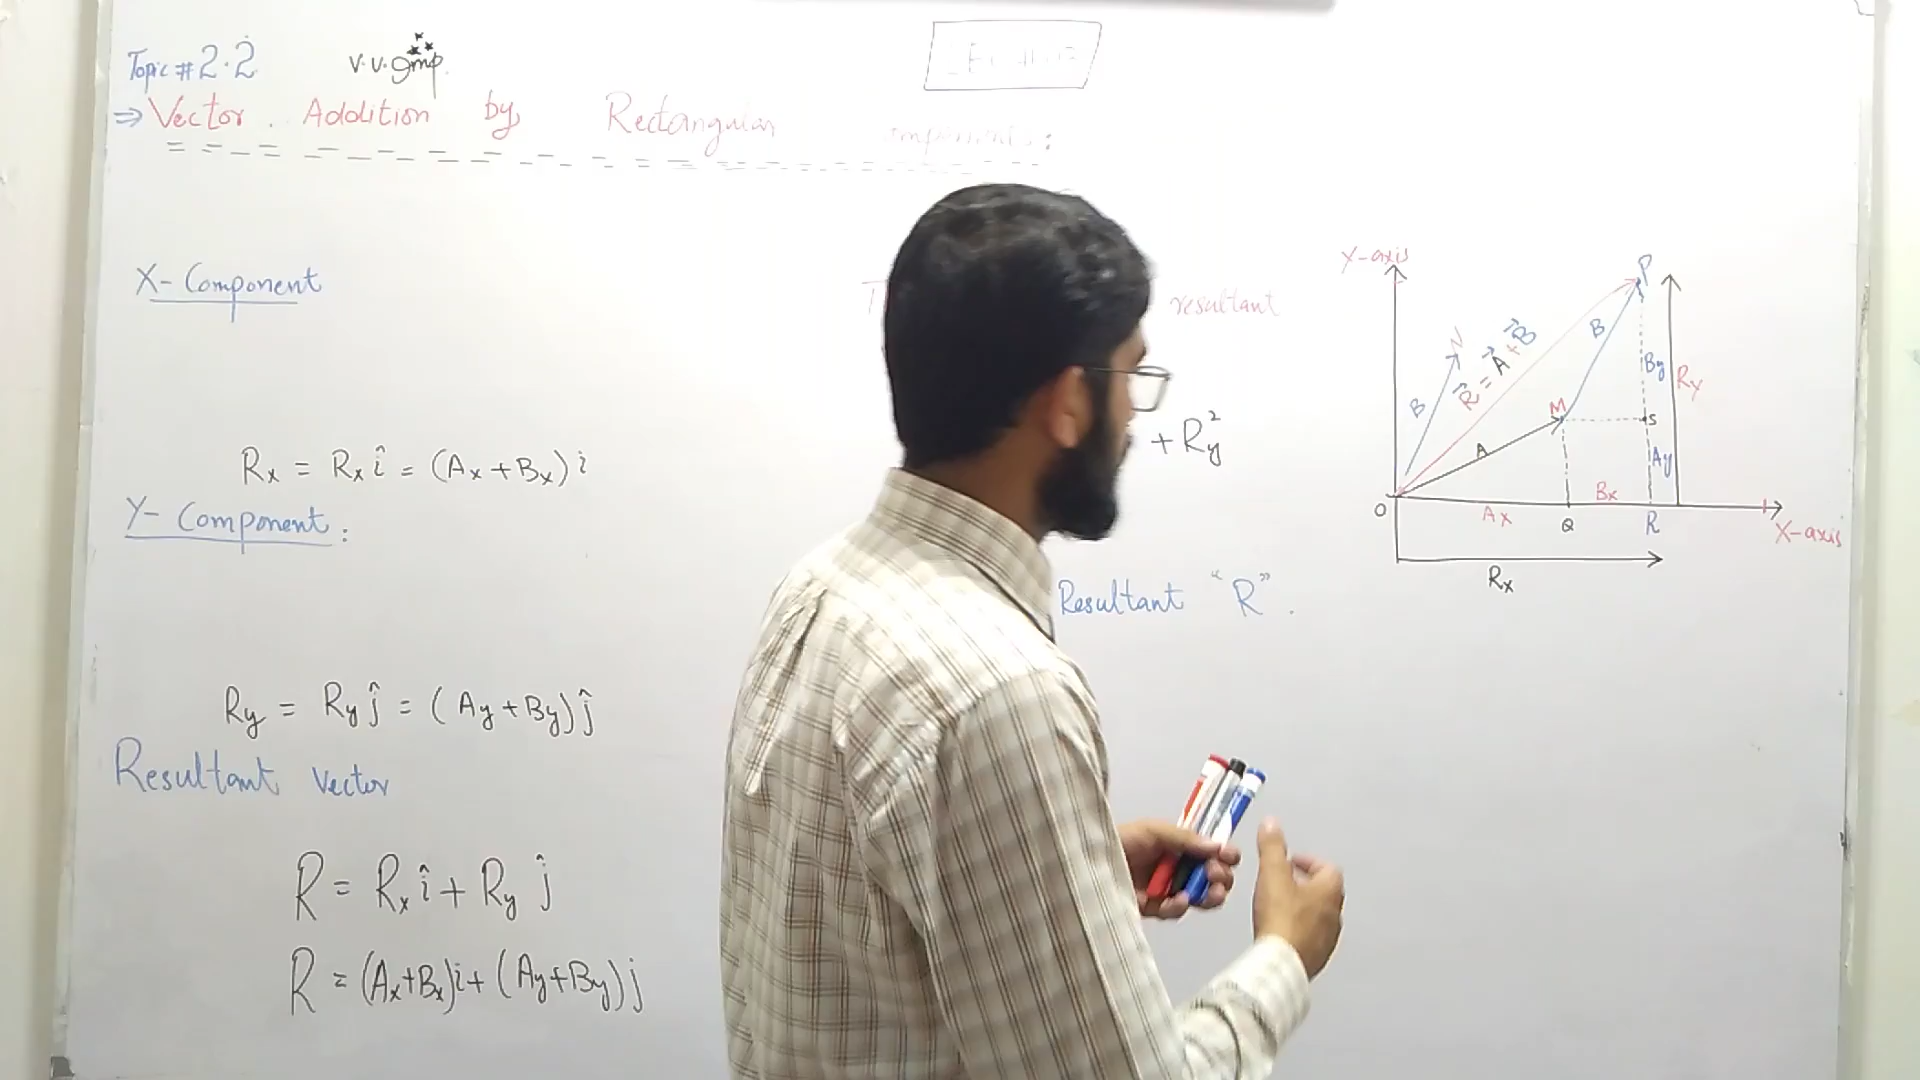 Topic # 2.2
v.v.gmp
⇒ Vector Addition by Rectangular
X- Component
Rx = Rx î = (Ax + Bx) i
Y- Component :
Ry = Ry ĵ = ( Ay + By) ĵ
Resultant Vector
R = Rx î + Ry ĵ
R = (Ax+Bx)i + (Ay+By) j
resultant
+ Ry²
Resultant "R" .
Y-axis
P
N
B
R⃗ = A⃗ + B⃗
B
By
Ry
M
S
A
Ay
O
Ax
Bx
Q
R
X-axis
Rx